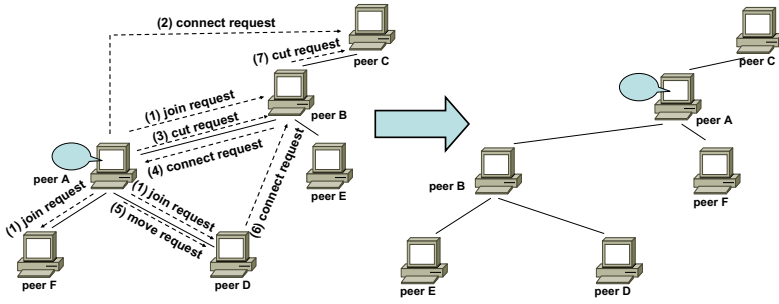 (2) connect request
(7) cut request
peer C
(1) join request
peer B
(3) cut request
(4) connect request
peer A
peer E
(1) join request
(1) join request
(5) move request
(6) connect request
peer F
peer D
peer C
peer A
peer B
peer F
peer E
peer D